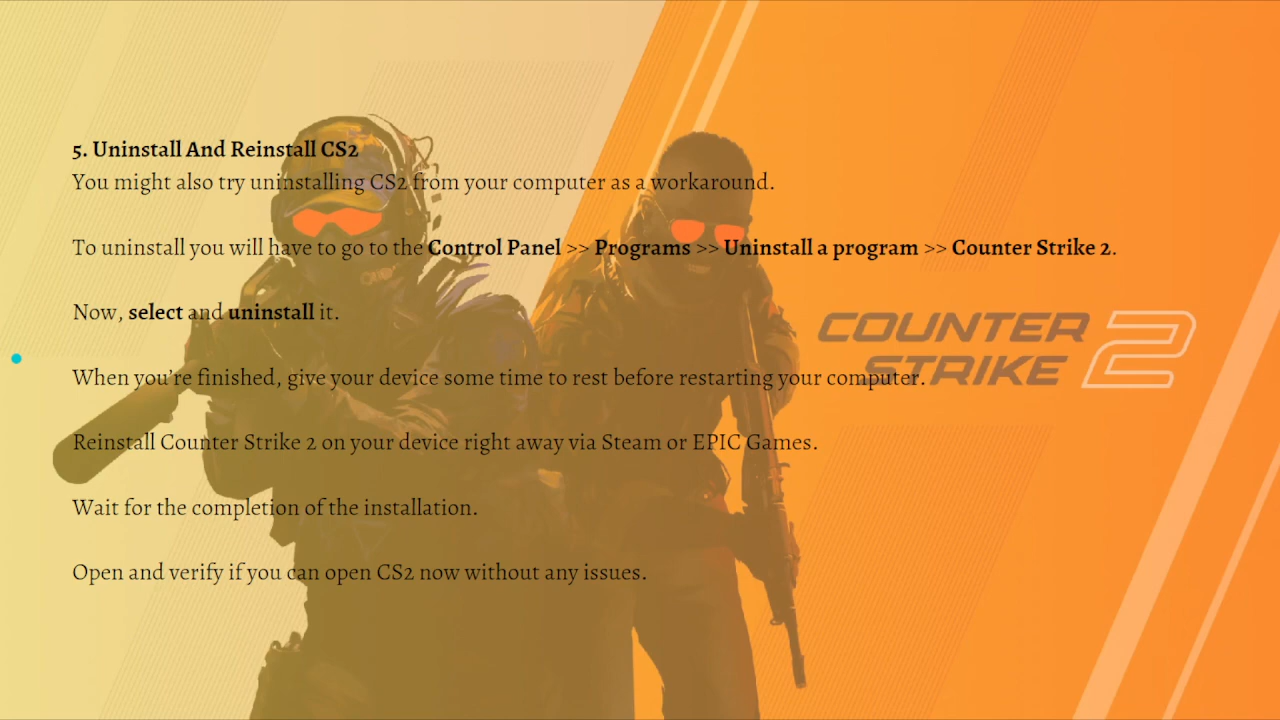 5. Uninstall And Reinstall CS2
You might also try uninstalling CS2 from your computer as a workaround.
To uninstall you will have to go to the Control Panel >> Programs >> Uninstall a program >> Counter Strike 2.
Now, select and uninstall it.
When you're finished, give your device some time to rest before restarting your computer.
Reinstall Counter Strike 2 on your device right away via Steam or EPIC Games.
Wait for the completion of the installation.
Open and verify if you can open CS2 now without any issues.
COUNTER
STRIKE 2